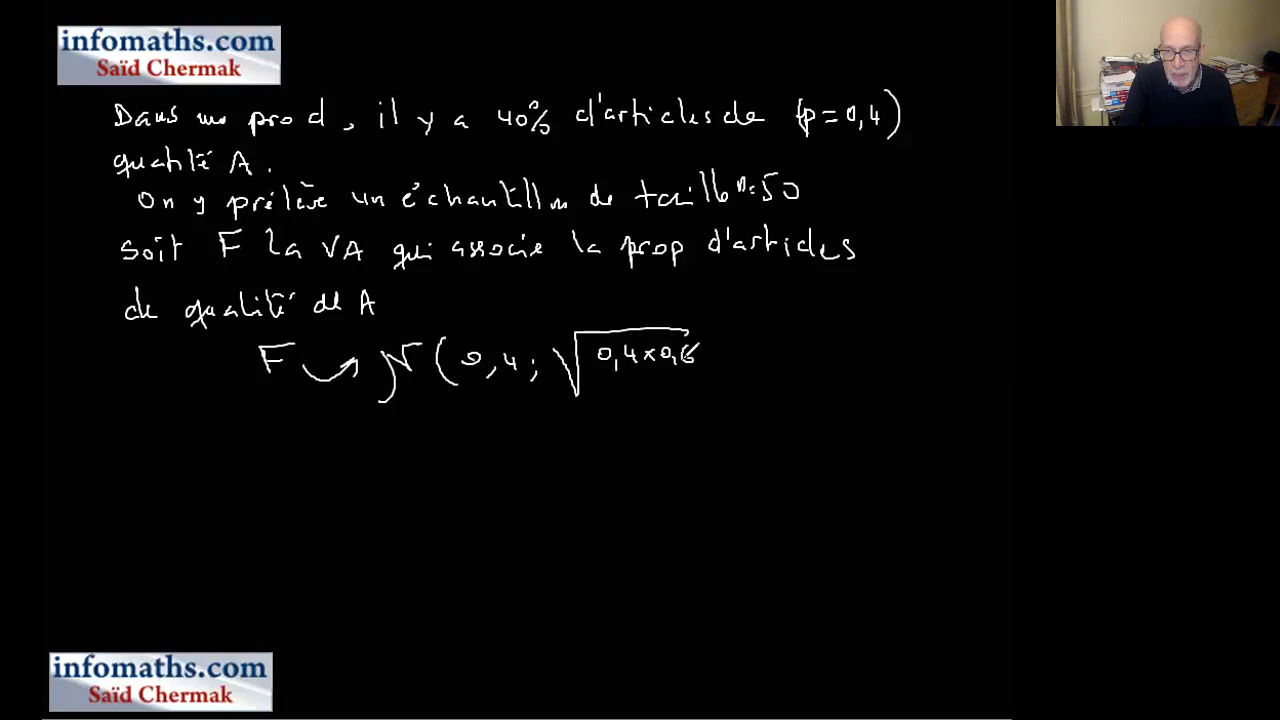 infomaths.com
Saïd Chermak
Dans une prod, il y a 40% d'articles de (p = 0,4)
qualité A.
On y prélève un échantillon de taille n=50
soit F la VA qui associe la prop d'articles
de qualité de A
F ↝ N(0,4; √0,4×0,6
infomaths.com
Saïd Chermak